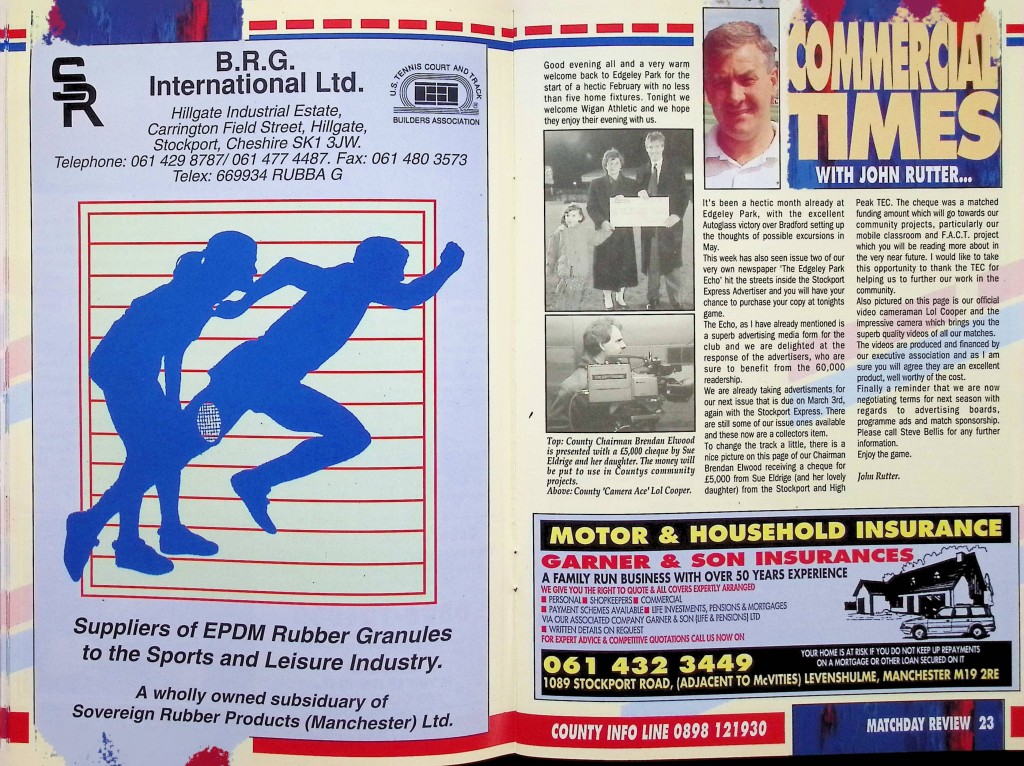 SR
B.R.G.
International Ltd.
U.S. TENNIS COURT AND TRACK
BUILDERS ASSOCIATION
Hillgate Industrial Estate,
Carrington Field Street, Hillgate,
Stockport, Cheshire SK1 3JW.
Telephone: 061 429 8787/ 061 477 4487. Fax: 061 480 3573
Telex: 669934 RUBBA G
Suppliers of EPDM Rubber Granules
to the Sports and Leisure Industry.
A wholly owned subsiduary of
Sovereign Rubber Products (Manchester) Ltd.
Good evening all and a very warm
welcome back to Edgeley Park for the
start of a hectic February with no less
than five home fixtures. Tonight we
welcome Wigan Athletic and we hope
they enjoy their evening with us.
COMMERCIAL
TIMES
WITH JOHN RUTTER...
Top: County Chairman Brendan Elwood
is presented with a £5,000 cheque by Sue
Eldrige and her daughter. The money will
be put to use in Countys community
projects.
Above: County 'Camera Ace' Lol Cooper.
It's been a hectic month already at
Edgeley Park, with the excellent
Autoglass victory over Bradford setting up
the thoughts of possible excursions in
May.
This week has also seen issue two of our
very own newspaper 'The Edgeley Park
Echo' hit the streets inside the Stockport
Express Advertiser and you will have your
chance to purchase your copy at tonights
game.
The Echo, as I have already mentioned is
a superb advertising media form for the
club and we are delighted at the
response of the advertisers, who are
sure to benefit from the 60,000
readership.
We are already taking advertisments for
our next issue that is due on March 3rd,
again with the Stockport Express. There
are still some of our issue ones available
and these now are a collectors item.
To change the track a little, there is a
nice picture on this page of our Chairman
Brendan Elwood receiving a cheque for
£5,000 from Sue Eldrige (and her lovely
daughter) from the Stockport and High
Peak TEC. The cheque was a matched
funding amount which will go towards our
community projects, particularly our
mobile classroom and F.A.C.T. project
which you will be reading more about in
the very near future. I would like to take
this opportunity to thank the TEC for
helping us to further our work in the
community.
Also pictured on this page is our official
video cameraman Lol Cooper and the
impressive camera which brings you the
superb quality videos of all our matches.
The videos are produced and financed by
our executive association and as I am
sure you will agree they are an excellent
product, well worthy of the cost.
Finally a reminder that we are now
negotiating terms for next season with
regards to advertising boards,
programme ads and match sponsorship.
Please call Steve Bellis for any further
information.
Enjoy the game.
John Rutter.
MOTOR & HOUSEHOLD INSURANCE
GARNER & SON INSURANCES
A FAMILY RUN BUSINESS WITH OVER 50 YEARS EXPERIENCE
WE GIVE YOU THE RIGHT TO QUOTE & ALL COVERS EXPERTLY ARRANGED
■ PERSONAL ■ SHOPKEEPERS ■ COMMERCIAL
■ PAYMENT SCHEMES AVAILABLE ■ LIFE INVESTMENTS, PENSIONS & MORTGAGES
VIA OUR ASSOCIATED COMPANY GARNER & SON (LIFE & PENSIONS) LTD
■ WRITTEN DETAILS ON REQUEST
FOR EXPERT ADVICE & COMPETITIVE QUOTATIONS CALL US NOW ON
061 432 3449
YOUR HOME IS AT RISK IF YOU DO NOT KEEP UP REPAYMENTS
ON A MORTGAGE OR OTHER LOAN SECURED ON IT
1089 STOCKPORT ROAD, (ADJACENT TO McVITIES) LEVENSHULME, MANCHESTER M19 2RE
COUNTY INFO LINE 0898 121930
MATCHDAY REVIEW 23